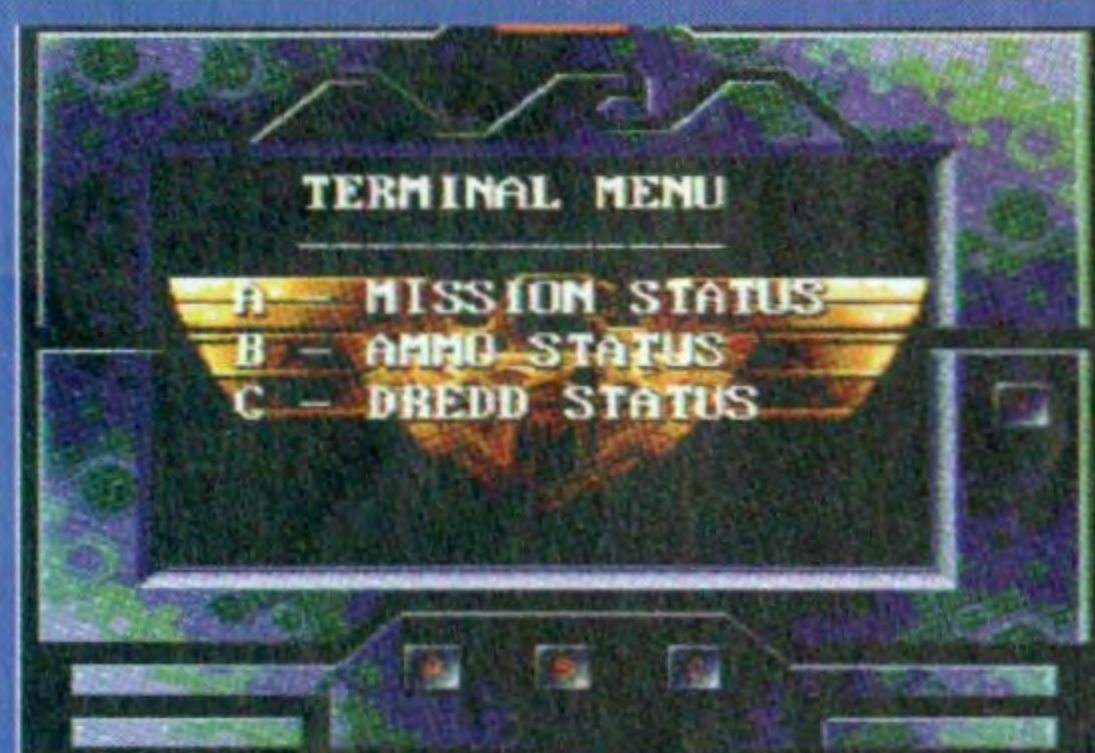 TERMINAL MENU
A - MISSION STATUS
B - AMMO STATUS
C - DREDD STATUS